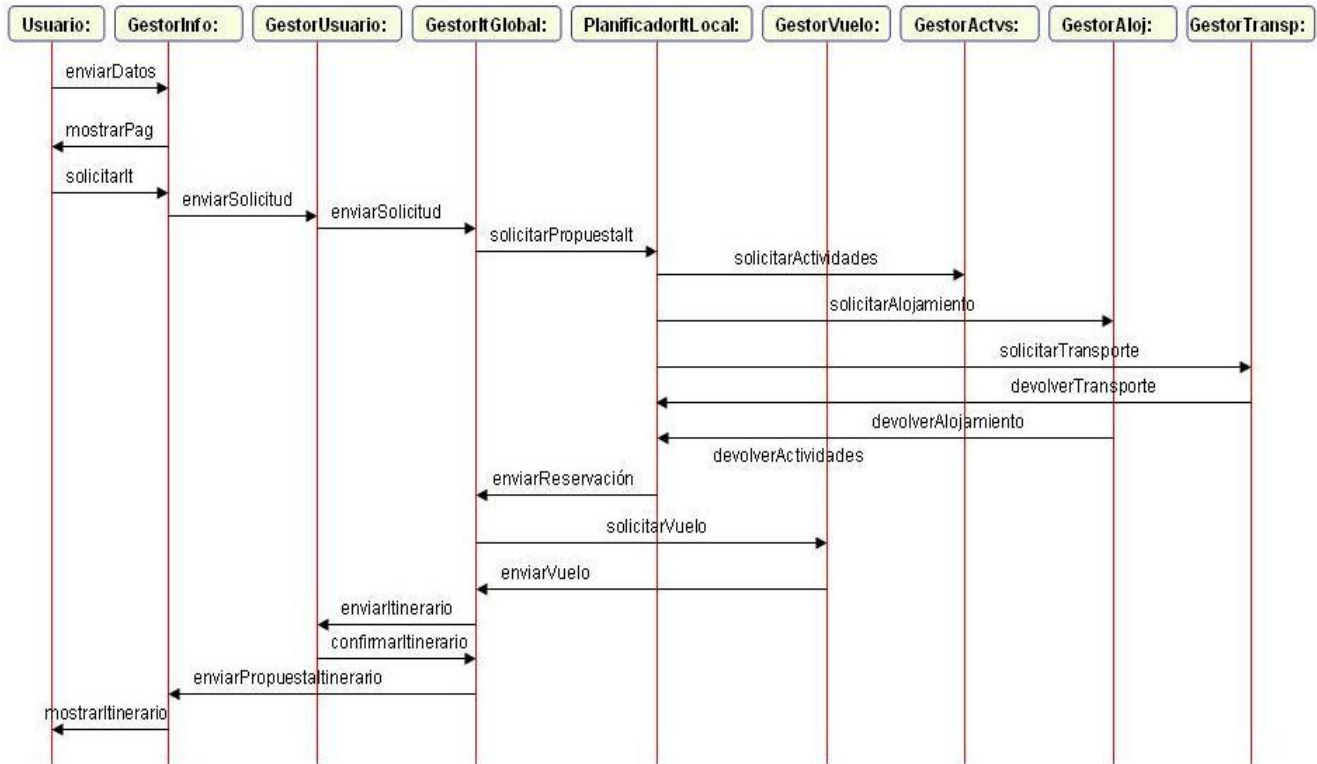 Usuario: GestorInfo: GestorUsuario: GestorItGlobal: PlanificadorItLocal: GestorVuelo: GestorActvs: GestorAloj: GestorTransp:
enviarDatos
mostrarPag
solicitarIt
enviarSolicitud
enviarSolicitud
solicitarPropuestaIt
solicitarActividades
solicitarAlojamiento
solicitarTransporte
devolverTransporte
devolverAlojamiento
devolverActividades
enviarReservación
solicitarVuelo
enviarVuelo
enviarItinerario
confirmarItinerario
enviarPropuestaItinerario
mostrarItinerario